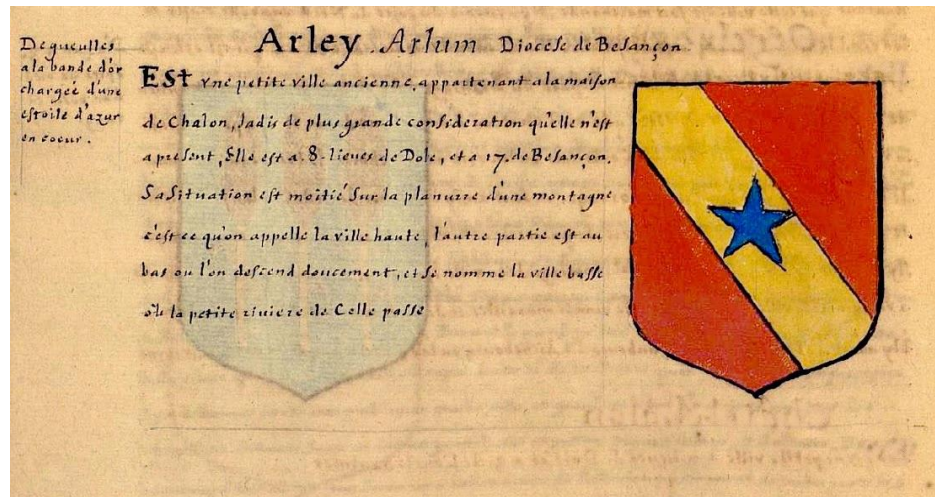 Arley . Arlum Diocese de Besançon
De gueulles
a la bande d'or
chargeé d'une
estoile d'azur
en coeur.
Est vne petite ville ancienne, appartenant a la maison
de Chalon, Jadis de plus grande consideration qu'elle n'est
a present, Elle est a 8. lieues de Dole, et a 17. de Besançon.
Sa Situation est moitié Sur la planure d'une montagne
c'est ce qu'on appelle la ville haute, l'autre partie est au
bas ou l'on descend doucement, et se nomme la ville basse
où la petite riviere de Celle passe